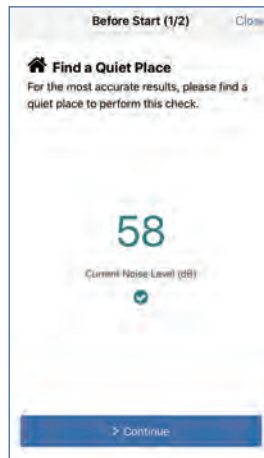 Before Start (1/2) Close
Find a Quiet Place
For the most accurate results, please find a
quiet place to perform this check.
58
Current Noise Level (dB)
> Continue